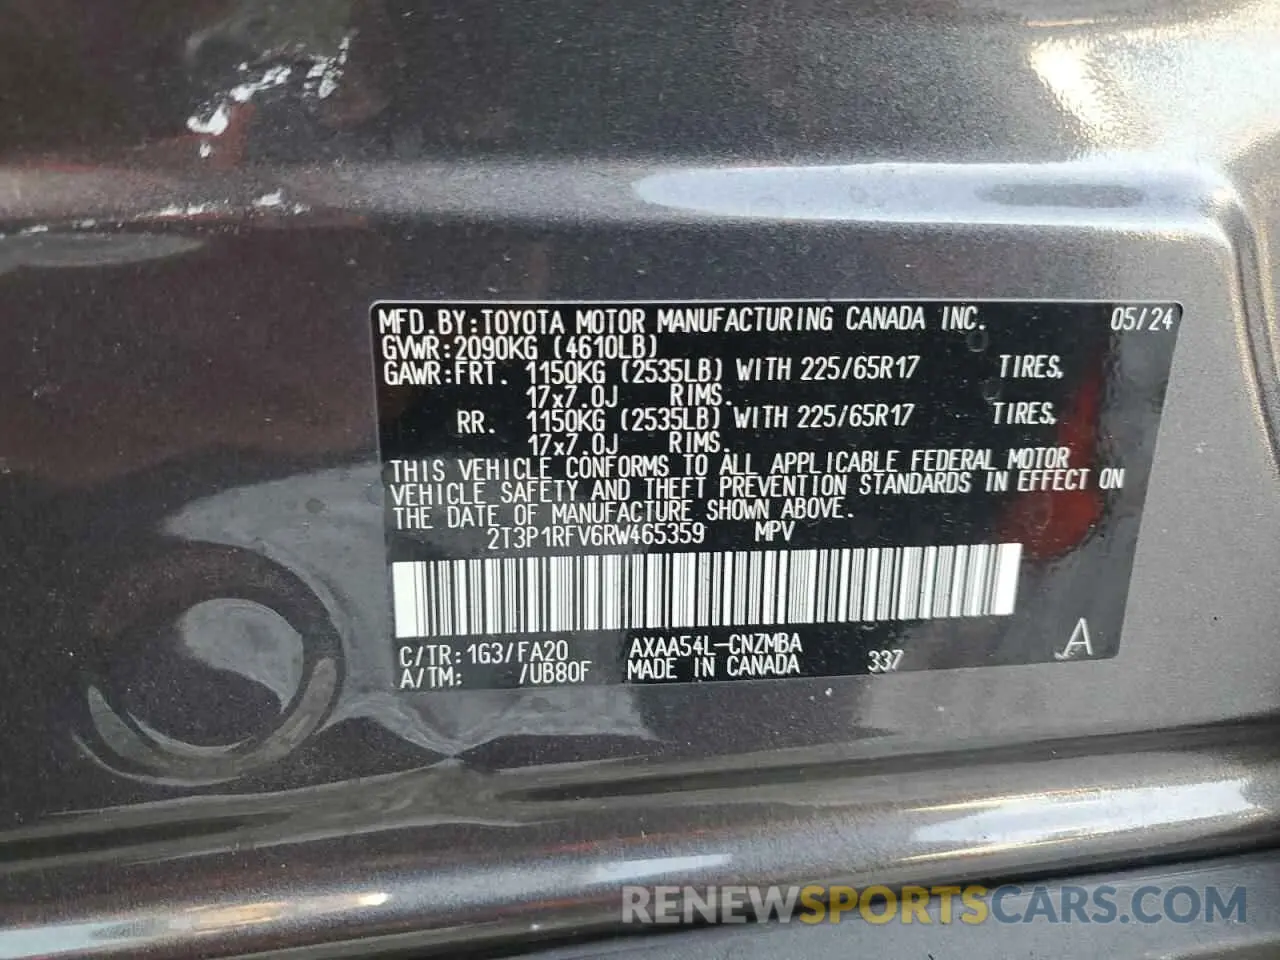 MFD.BY:TOYOTA MOTOR MANUFACTURING CANADA INC. 05/24
GVWR:2090KG (4610LB)
GAWR:FRT. 1150KG (2535LB) WITH 225/65R17 TIRES,
17x7.0J RIMS.
RR. 1150KG (2535LB) WITH 225/65R17 TIRES,
17x7.0J RIMS.
THIS VEHICLE CONFORMS TO ALL APPLICABLE FEDERAL MOTOR
VEHICLE SAFETY AND THEFT PREVENTION STANDARDS IN EFFECT ON
THE DATE OF MANUFACTURE SHOWN ABOVE.
2T3P1RFV6RW465359 MPV
C/TR:1G3/FA20 AXAA54L-CNZMBA
A/TM: /UB80F MADE IN CANADA 337 A
RENEWSPORTSCARS.COM